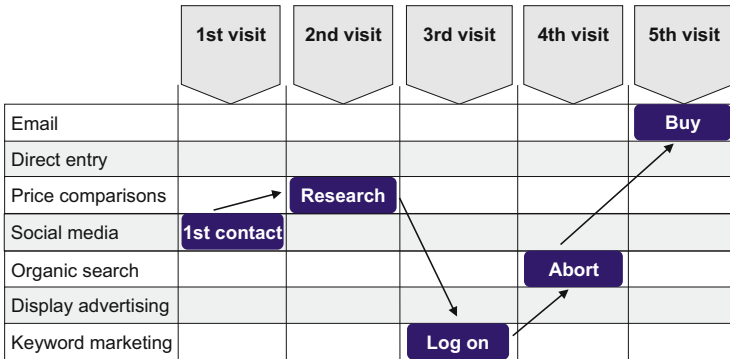 1st visit
2nd visit
3rd visit
4th visit
5th visit
Email
Buy
Direct entry
Price comparisons
Research
Social media
1st contact
Organic search
Abort
Display advertising
Keyword marketing
Log on